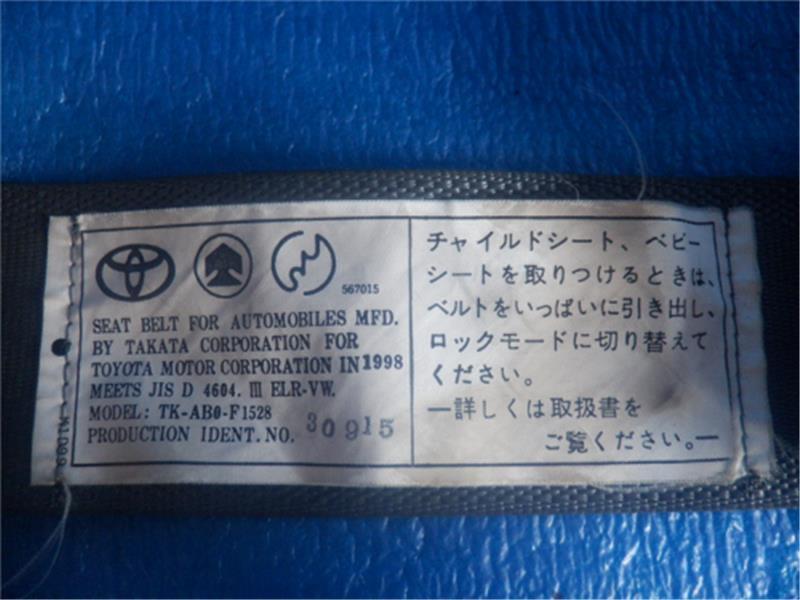 567015
SEAT BELT FOR AUTOMOBILES MFD.
BY TAKATA CORPORATION FOR
TOYOTA MOTOR CORPORATION IN 1998
MEETS JIS D 4604. Ⅲ ELR-VW.
MODEL: TK-AB0-F1528
PRODUCTION IDENT. NO. 30915
チャイルドシート、ベビー
シートを取りつけるときは、
ベルトをいっぱいに引き出し、
ロックモードに切り替えて
ください。
―詳しくは取扱書を
ご覧ください。―